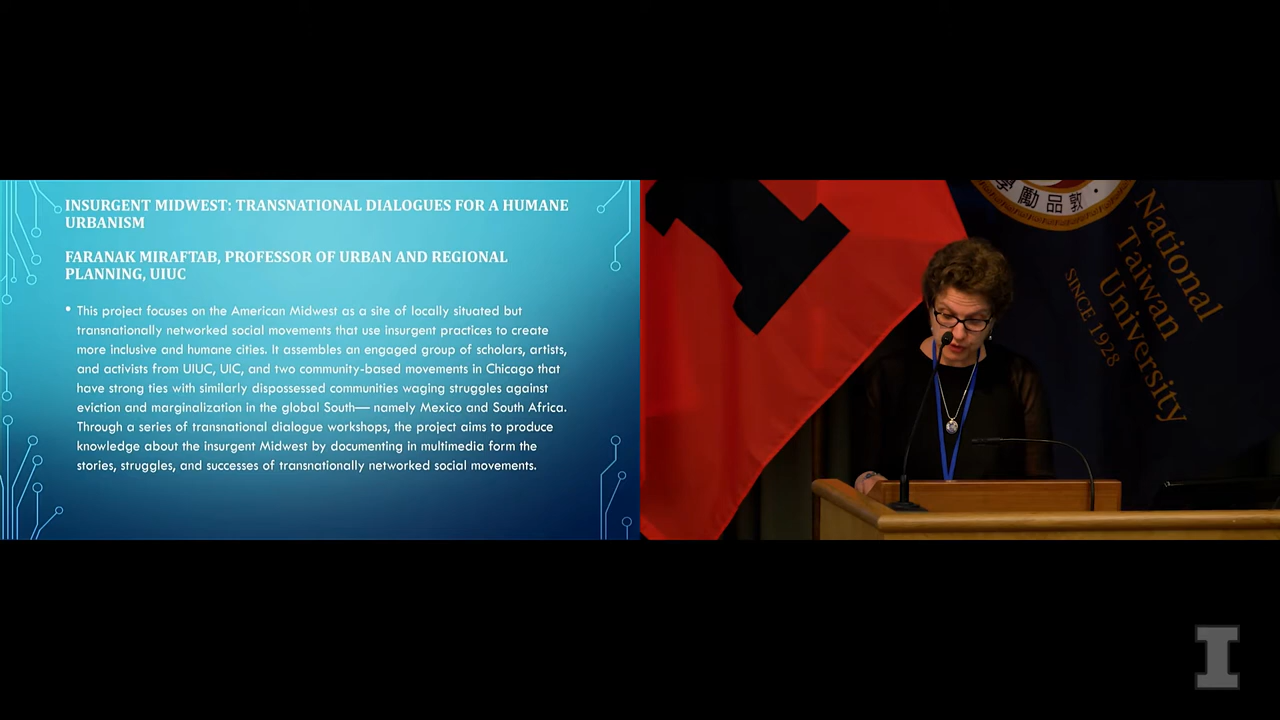 INSURGENT MIDWEST: TRANSNATIONAL DIALOGUES FOR A HUMANE
URBANISM
FARANAK MIRAFTAB, PROFESSOR OF URBAN AND REGIONAL
PLANNING, UIUC
• This project focuses on the American Midwest as a site of locally situated but
transnationally networked social movements that use insurgent practices to create
more inclusive and humane cities. It assembles an engaged group of scholars, artists,
and activists from UIUC, UIC, and two community-based movements in Chicago that
have strong ties with similarly dispossessed communities waging struggles against
eviction and marginalization in the global South— namely Mexico and South Africa.
Through a series of transnational dialogue workshops, the project aims to produce
knowledge about the insurgent Midwest by documenting in multimedia form the
stories, struggles, and successes of transnationally networked social movements.
勵品敦
National
Taiwan
University
SINCE 1928
I